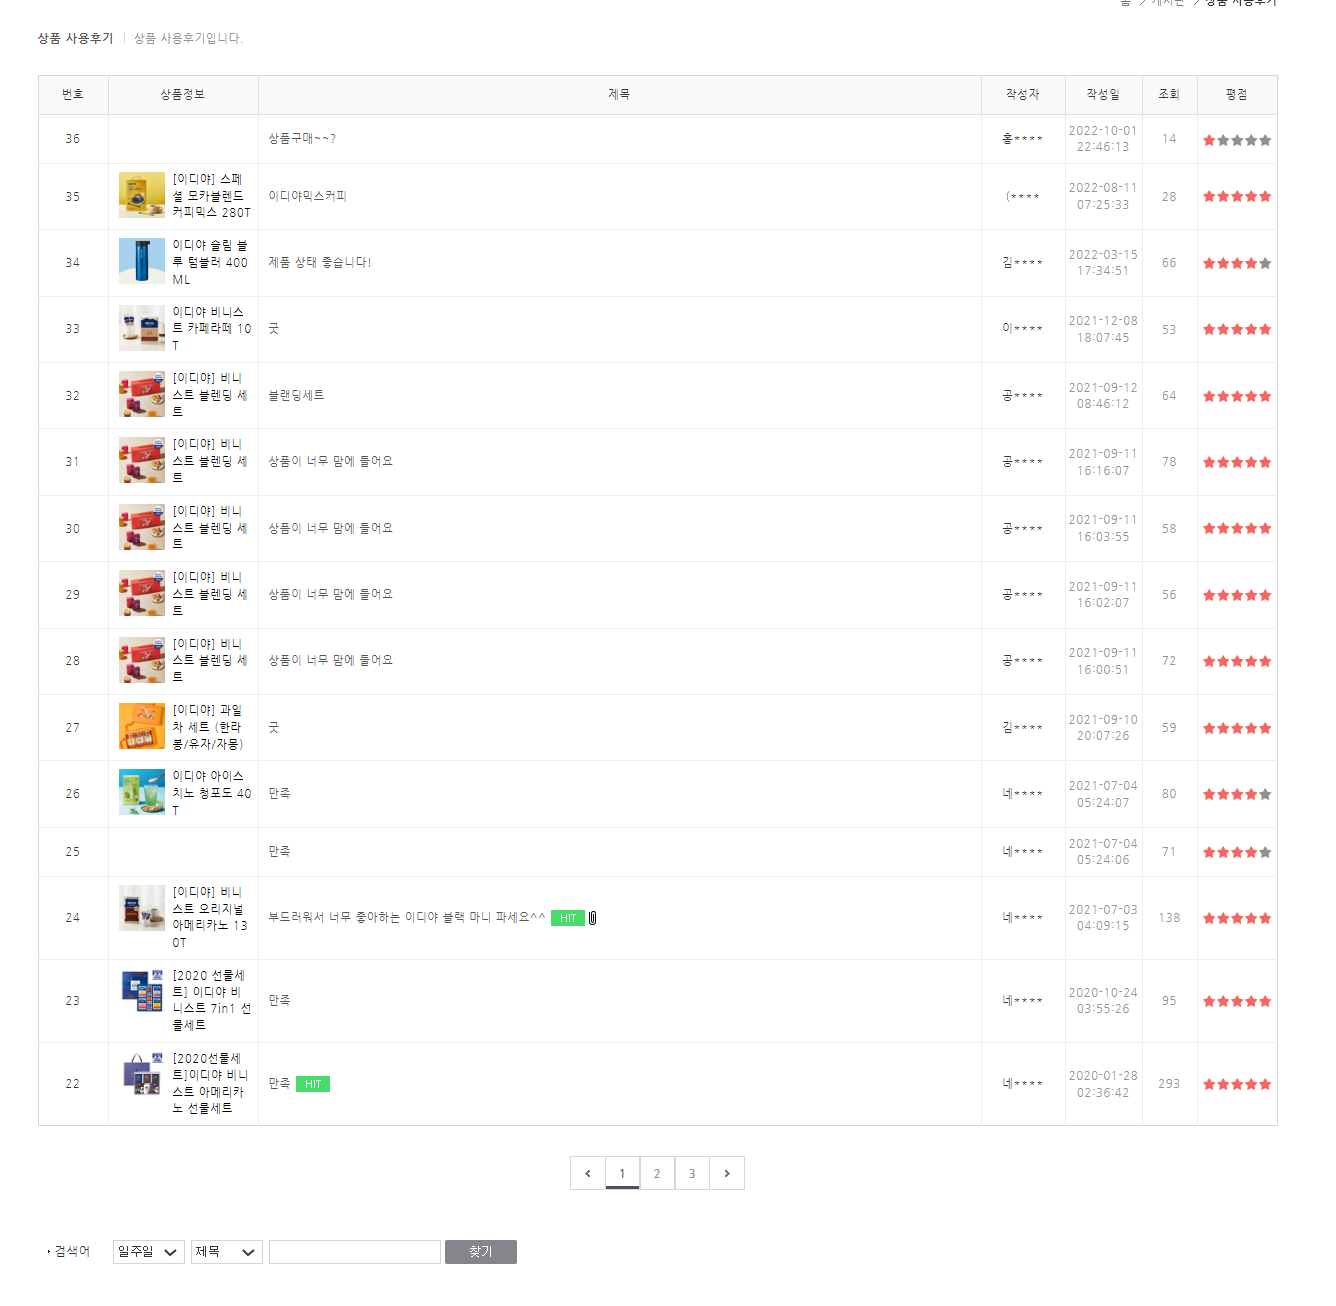 홈 > 게시판 > 상품 사용후기
상품 사용후기 상품 사용후기입니다.
번호 상품정보 제목 작성자 작성일 조회 평점
36 상품구매~~? 홍**** 2022-10-01 22:46:13 14
35 [이디야] 스페셜 모카블렌드 커피믹스 280T 이디야믹스커피 (**** 2022-08-11 07:25:33 28
34 이디야 슬림 블루 텀블러 400ML 제품 상태 좋습니다! 김**** 2022-03-15 17:34:51 66
33 이디야 비니스트 카페라떼 10T 굿 이**** 2021-12-08 18:07:45 53
32 [이디야] 비니스트 블렌딩 세트 블랜딩세트 공**** 2021-09-12 08:46:12 64
31 [이디야] 비니스트 블렌딩 세트 상품이 너무 맘에 들어요 공**** 2021-09-11 16:16:07 78
30 [이디야] 비니스트 블렌딩 세트 상품이 너무 맘에 들어요 공**** 2021-09-11 16:03:55 58
29 [이디야] 비니스트 블렌딩 세트 상품이 너무 맘에 들어요 공**** 2021-09-11 16:02:07 56
28 [이디야] 비니스트 블렌딩 세트 상품이 너무 맘에 들어요 공**** 2021-09-11 16:00:51 72
27 [이디야] 과일차 세트 (한라봉/유자/자몽) 굿 김**** 2021-09-10 20:07:26 59
26 이디야 아이스치노 청포도 40T 만족 네**** 2021-07-04 05:24:07 80
25 만족 네**** 2021-07-04 05:24:06 71
24 [이디야] 비니스트 오리지널 아메리카노 130T 부드러워서 너무 좋아하는 이디야 블랙 마니 파세요^^ HIT 네**** 2021-07-03 04:09:15 138
23 [2020 선물세트] 이디야 비니스트 7in1 선물세트 만족 네**** 2020-10-24 03:55:26 95
22 [2020선물세트]이디야 비니스트 아메리카노 선물세트 만족 HIT 네**** 2020-01-28 02:36:42 293
1 2 3
검색어 일주일 제목 찾기